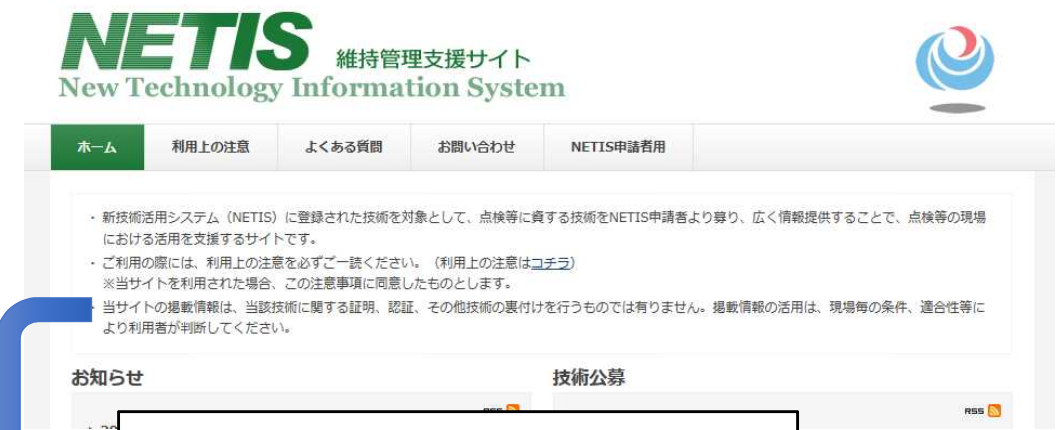 NETIS 維持管理支援サイト
New Technology Information System
ホーム 利用上の注意 よくある質問 お問い合わせ NETIS申請者用
・ 新技術活用システム（NETIS）に登録された技術を対象として、点検等に資する技術をNETIS申請者より募り、広く情報提供することで、点検等の現場
における活用を支援するサイトです。
・ ご利用の際には、利用上の注意を必ずご一読ください。（利用上の注意はコチラ）
※当サイトを利用された場合、この注意事項に同意したものとします。
当サイトの掲載情報は、当該技術に関する証明、認証、その他技術の裏付けを行うものでは有りません。掲載情報の活用は、現場毎の条件、適合性等に
より利用者が判断してください。
お知らせ 技術公募
RSS